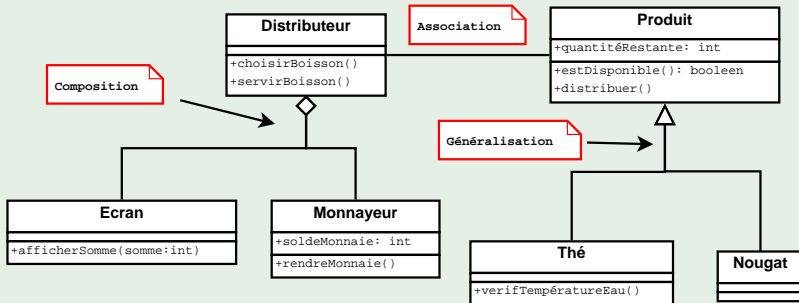 Distributeur
+choisirBoisson()
+servirBoisson()
Association
Produit
+quantitéRestante: int
+estDisponible(): booleen
+distribuer()
Composition
Généralisation
Ecran
+afficherSomme(somme:int)
Monnayeur
+soldeMonnaie: int
+rendreMonnaie()
Thé
+verifTempératureEau()
Nougat